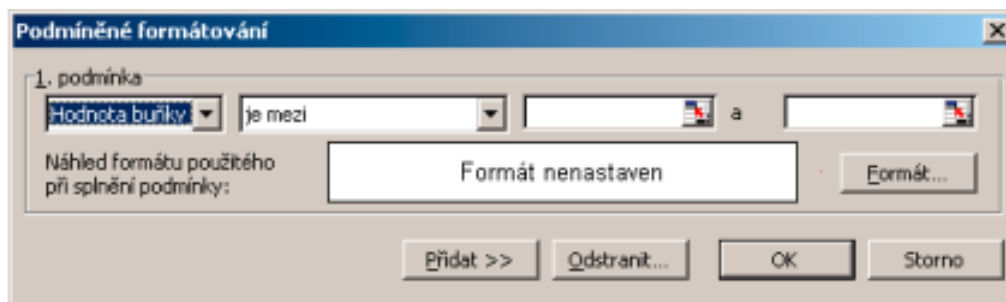 Podmíněné formátování
1. podmínka
Hodnota buňky je mezi a
Náhled formátu použitého
při splnění podmínky:
Formát nenastaven
Formát...
Přidat >> Odstranit... OK Storno